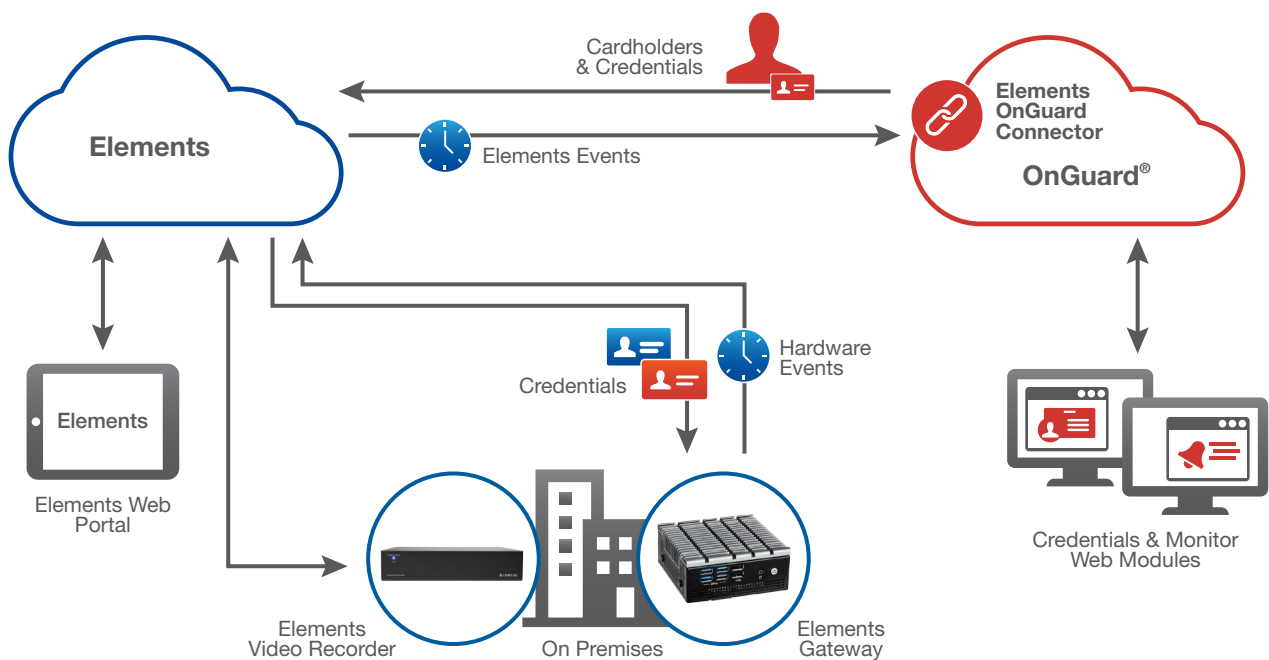 Cardholders
& Credentials
Elements
OnGuard
Connector
OnGuard®
Elements
Elements Events
Hardware
Events
Credentials
Elements
Elements Web
Portal
Credentials & Monitor
Web Modules
Elements
Video Recorder
On Premises
Elements
Gateway